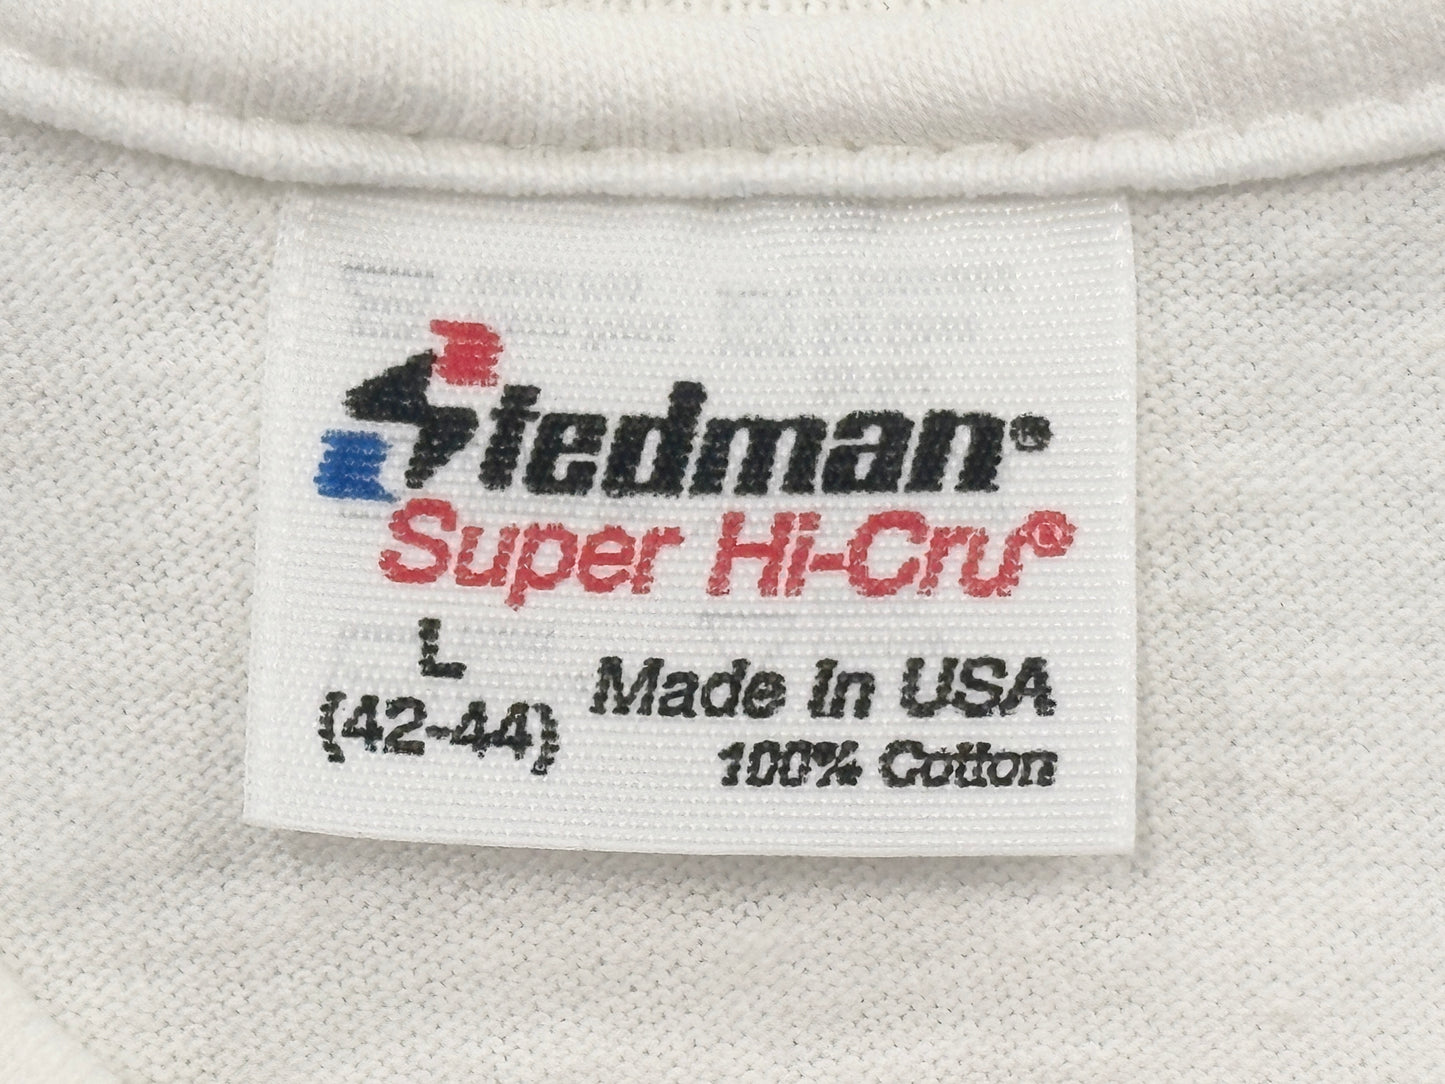 Stedman®
Super Hi-Cru®
L
(42-44)
Made In USA
100% Cotton